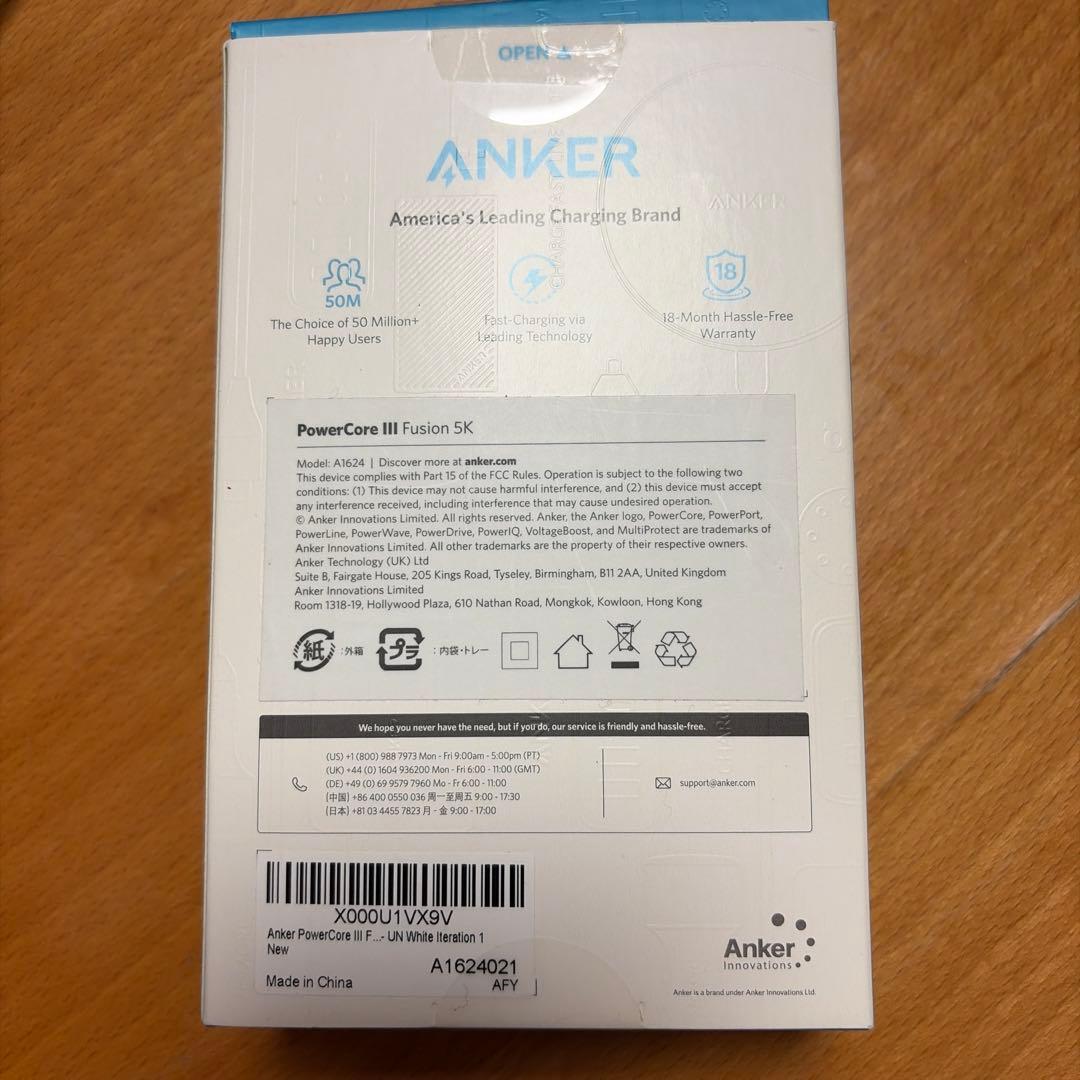 OPEN
ANKER
America's Leading Charging Brand
ANKER
50M
The Choice of 50 Million+
Happy Users
Fast-Charging via
Leading Technology
18
18-Month Hassle-Free
Warranty
ANKER
CHARGE FAST LIVE
PowerCore III Fusion 5K
Model: A1624 | Discover more at anker.com
This device complies with Part 15 of the FCC Rules. Operation is subject to the following two
conditions: (1) This device may not cause harmful interference, and (2) this device must accept
any interference received, including interference that may cause undesired operation.
© Anker Innovations Limited. All rights reserved. Anker, the Anker logo, PowerCore, PowerPort,
PowerLine, PowerWave, PowerDrive, PowerIQ, VoltageBoost, and MultiProtect are trademarks of
Anker Innovations Limited. All other trademarks are the property of their respective owners.
Anker Technology (UK) Ltd
Suite B, Fairgate House, 205 Kings Road, Tyseley, Birmingham, B11 2AA, United Kingdom
Anker Innovations Limited
Room 1318-19, Hollywood Plaza, 610 Nathan Road, Mongkok, Kowloon, Hong Kong
紙 :外箱 プラ :内袋・トレー
We hope you never have the need, but if you do, our service is friendly and hassle-free.
(US) +1 (800) 988 7973 Mon - Fri 9:00am - 5:00pm (PT)
(UK) +44 (0) 1604 936200 Mon - Fri 6:00 - 11:00 (GMT)
(DE) +49 (0) 69 9579 7960 Mo - Fr 6:00 - 11:00
(中国) +86 400 0550 036 周一至周五 9:00 - 17:30
(日本) +81 03 4455 7823 月 - 金 9:00 - 17:00
support@anker.com
X000U1VX9V
Anker PowerCore III F...- UN White Iteration 1
New
A1624021
Made in China
AFY
Anker
Innovations
Anker is a brand under Anker Innovations Ltd.